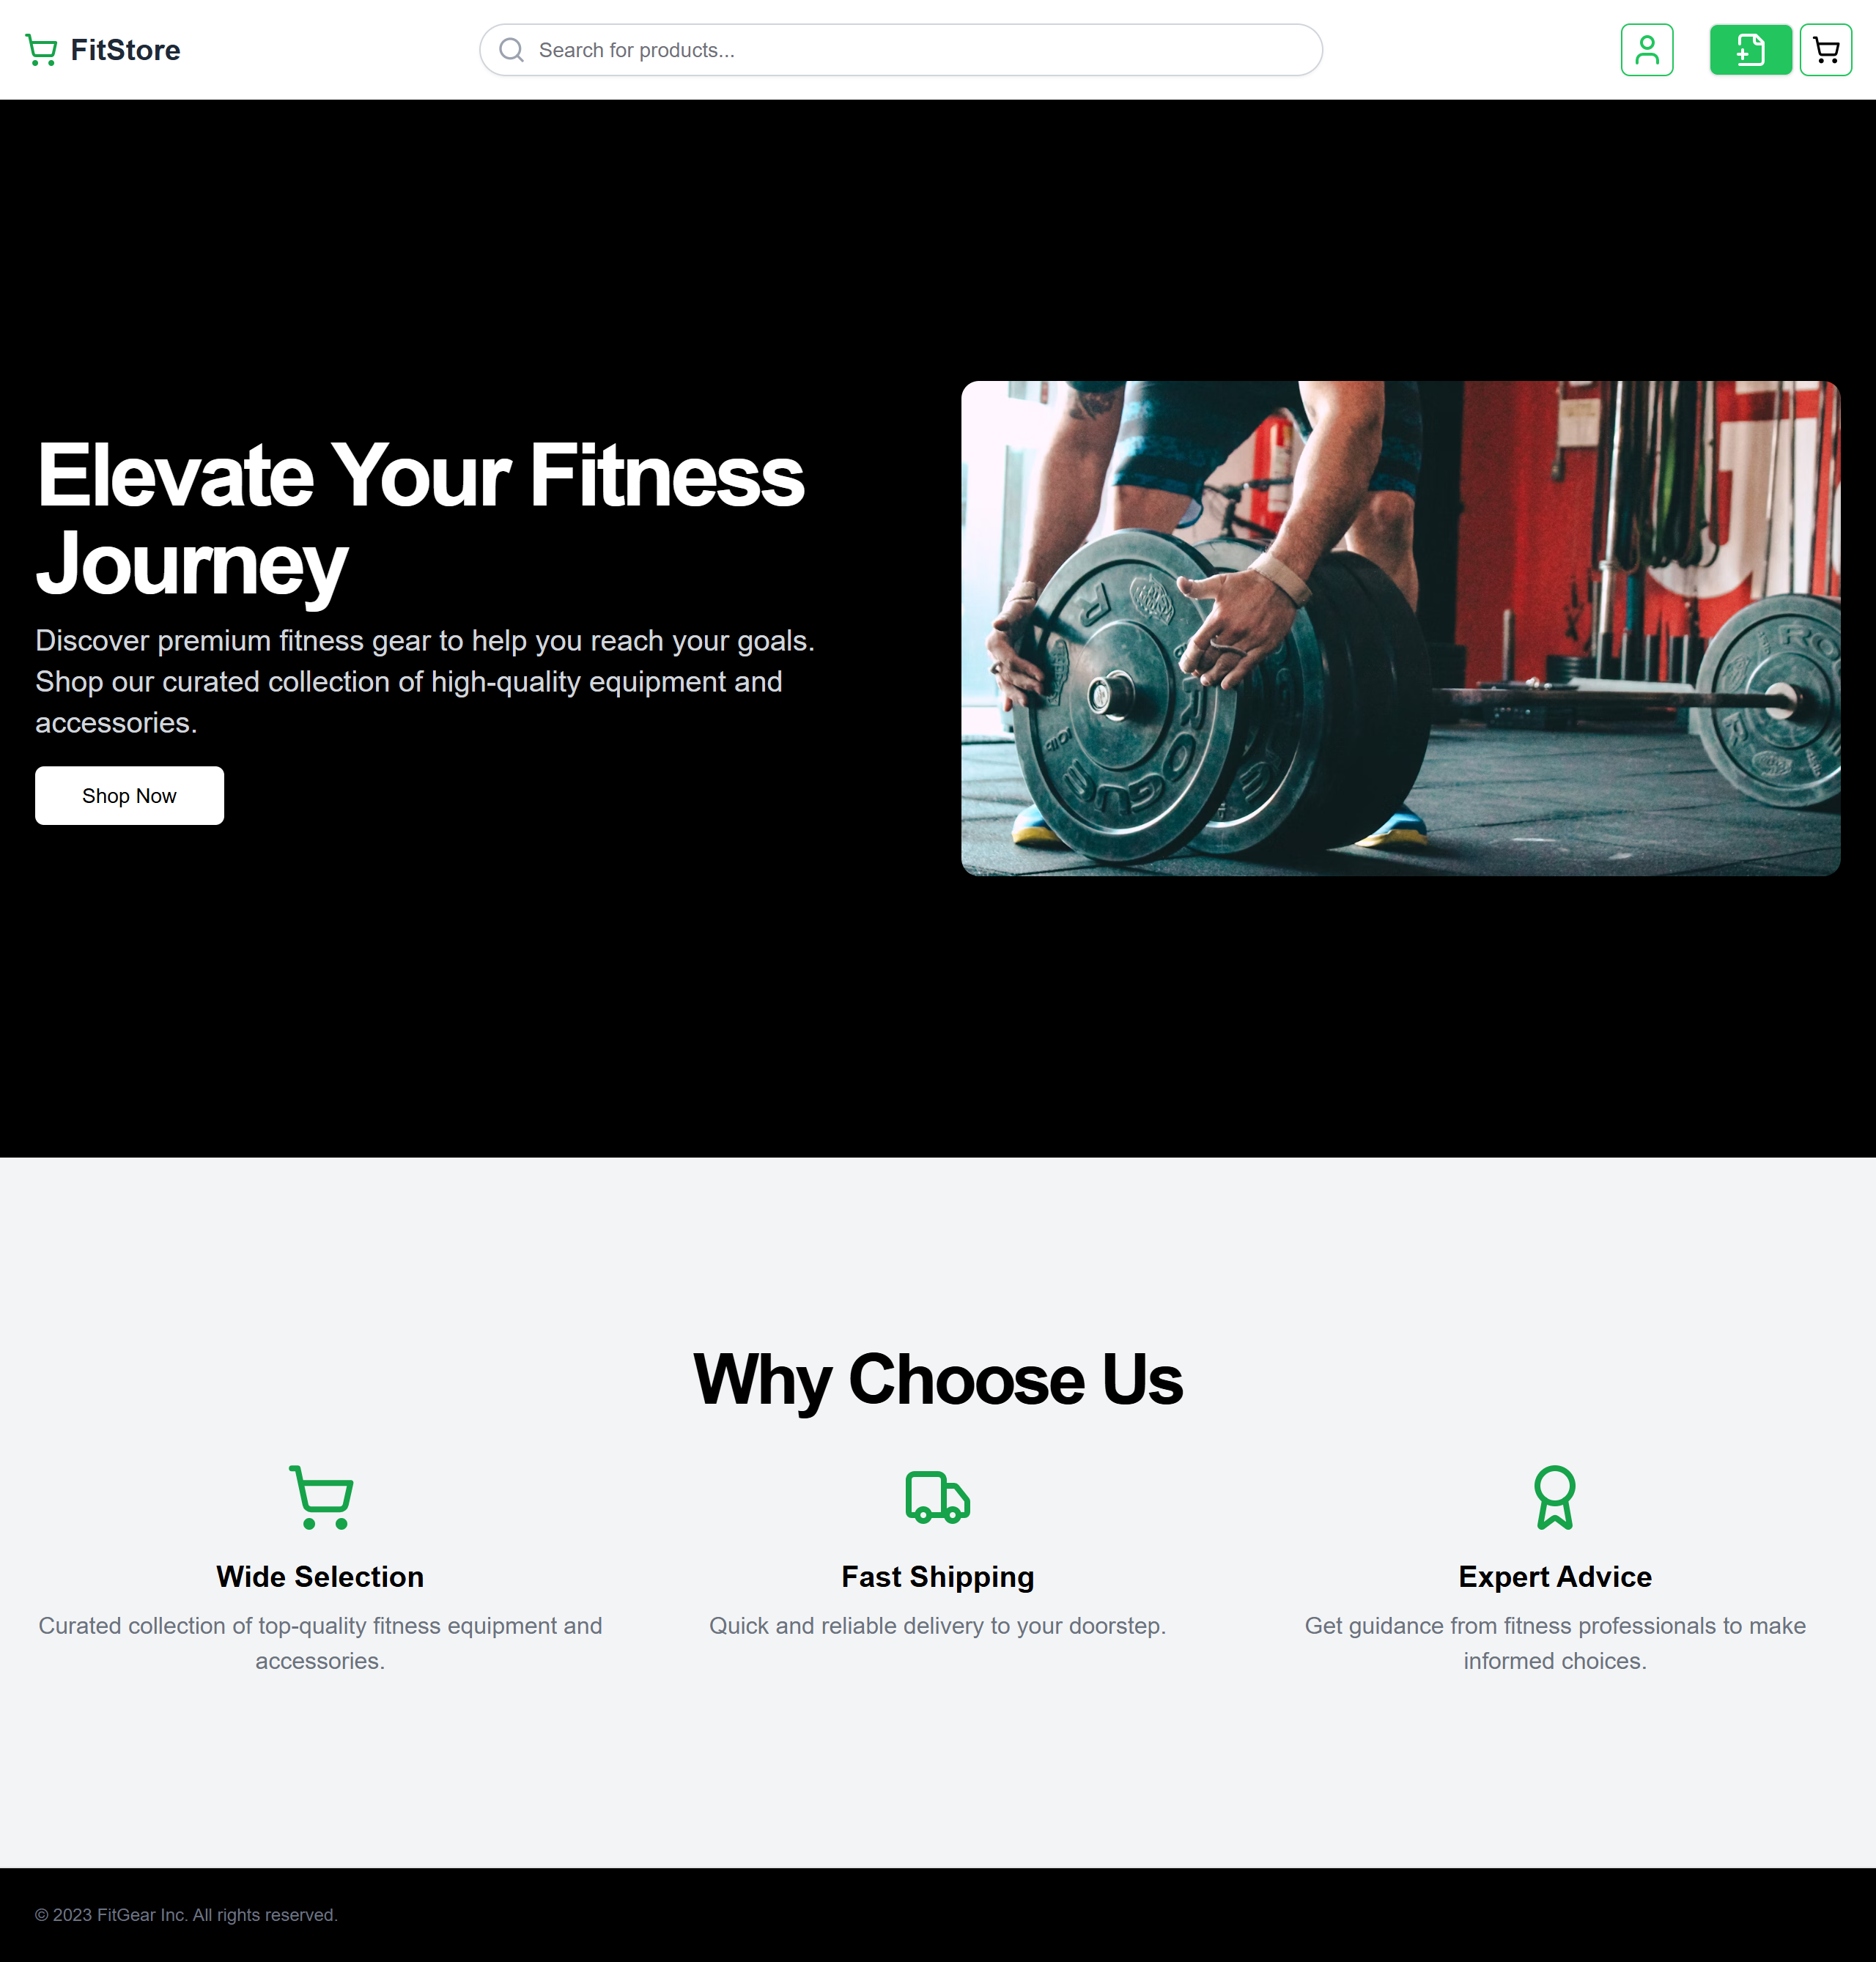 FitStore
Search for products...
Elevate Your Fitness
Journey
Discover premium fitness gear to help you reach your goals.
Shop our curated collection of high-quality equipment and
accessories.
Shop Now
ROGUE
Why Choose Us
Wide Selection
Fast Shipping
Expert Advice
Curated collection of top-quality fitness equipment and
accessories.
Quick and reliable delivery to your doorstep.
Get guidance from fitness professionals to make
informed choices.
© 2023 FitGear Inc. All rights reserved.